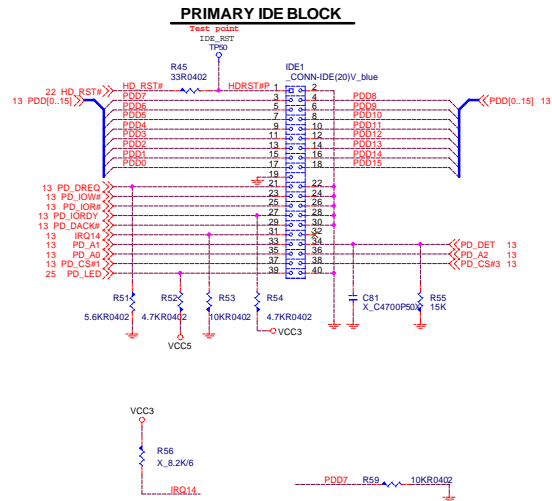 PRIMARY IDE BLOCK
Test point
IDE_RST
TP50
R45
33R0402
IDE1
_CONN-IDE(20)V_blue
22 HD_RST# HD_RST# HDRST#P 1 2
13 PDD[0..15] PDD7 3 4 PDD8 PDD[0..15] 13
PDD6 5 6 PDD9
PDD5 7 8 PDD10
PDD4 9 10 PDD11
PDD3 11 12 PDD12
PDD2 13 14 PDD13
PDD1 15 16 PDD14
PDD0 17 18 PDD15
19
13 PD_DREQ 21 22
13 PD_IOW# 23 24
13 PD_IOR# 25 26
13 PD_IORDY 27 28
13 PD_DACK# 29 30
13 IRQ14 31 32
13 PD_A1 33 34 PD_DET 13
13 PD_A0 35 36 PD_A2 13
13 PD_CS#1 37 38 PD_CS#3 13
25 PD_LED 39 40
R51 R52 R53 R54 C81 R55
X_C4700P50X 15K
5.6KR0402 4.7KR0402 10KR0402 4.7KR0402
VCC5 VCC3
VCC3
R56
X_8.2K/6
IRQ14
PDD7 R59 10KR0402